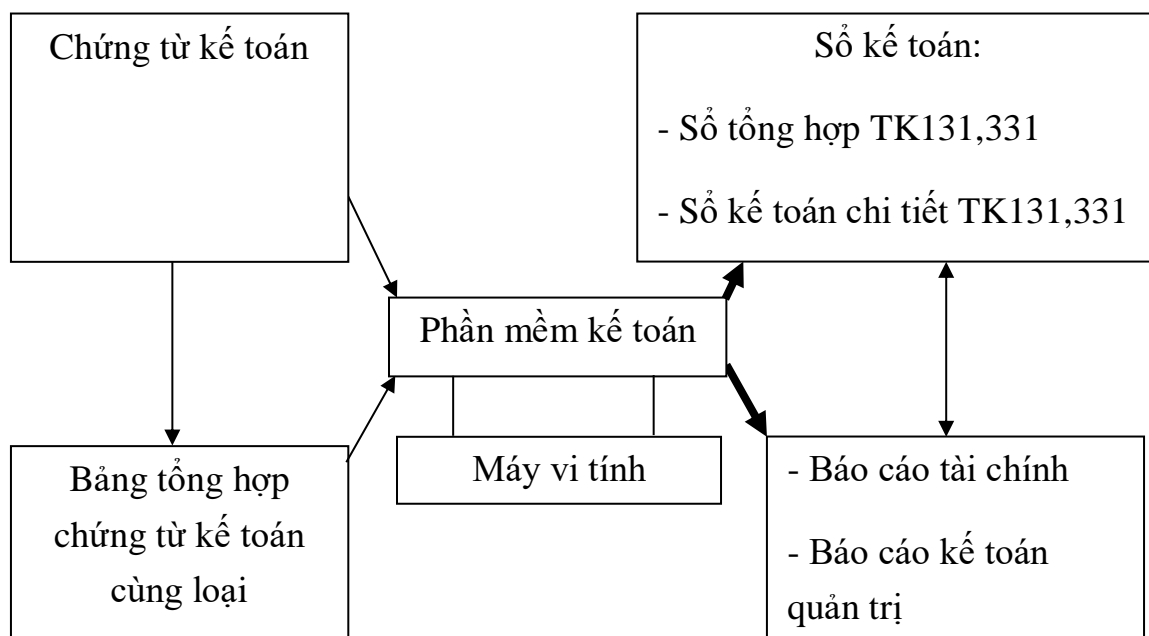 Chứng từ kế toán
Sổ kế toán:
- Sổ tổng hợp TK131,331
- Sổ kế toán chi tiết TK131,331
Phần mềm kế toán
Máy vi tính
Bảng tổng hợp
chứng từ kế toán
cùng loại
- Báo cáo tài chính
- Báo cáo kế toán
quản trị